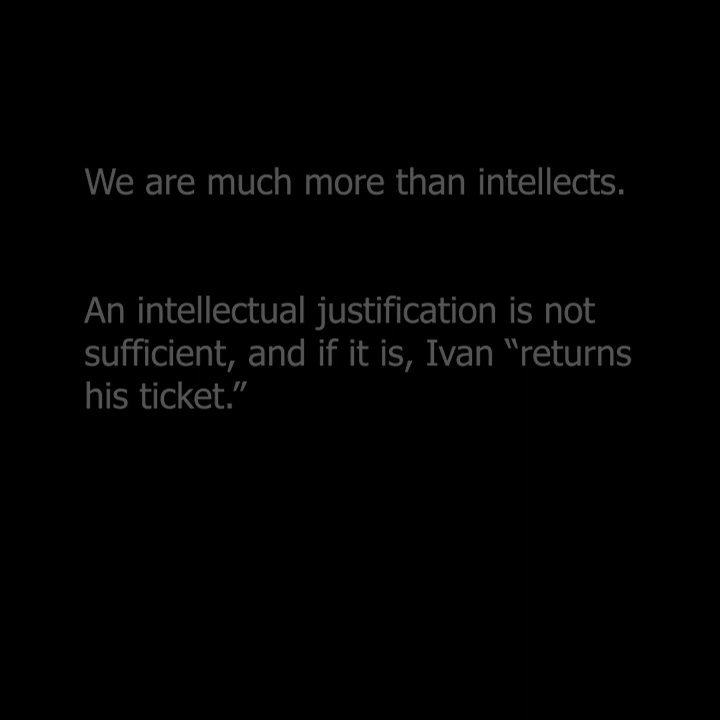 We are much more than intellects.
An intellectual justification is not
sufficient, and if it is, Ivan “returns
his ticket.”